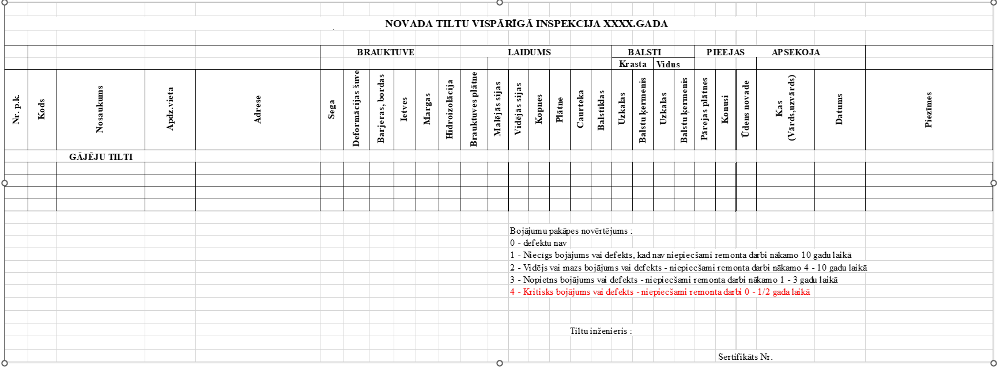 NOVADA TILTU VISPĀRĪGĀ INSPEKCIJA XXXX.GADA
BRAUKTUVE LAIDUMS BALSTI PIEEJAS APSEKOJA
Krasta Vidus
Nr. p.k.
Kods
Nosaukums
Apdz.vieta
Adrese
Sega
Deformācijas šuve
Barjeras, bordas
Ietves
Margas
Hidroizolācija
Brauktuves plātne
Malējās sijas
Vidējās sijas
Kopnes
Plātne
Caurteka
Balstīklas
Uzkalas
Balstu ķermenis
Uzkalas
Balstu ķermenis
Pārejas plātnes
Konusi
Ūdens novade
Kas
(Vārds,uzvārds)
Datums
Piezīmes
GĀJĒJU TILTI
Bojājumu pakāpes novērtējums :
0 - defektu nav
1 - Niecīgs bojājums vai defekts, kad nav niepiecšami remonta darbi nākamo 10 gadu laikā
2 - Vidējs vai mazs bojājums vai defekts - niepiecšami remonta darbi nākamo 4 - 10 gadu laikā
3 - Nopietns bojājums vai defekts - niepiecšami remonta darbi nākamo 1 - 3 gadu laikā
4 - Kritisks bojājums vai defekts - niepiecšami remonta darbi 0 - 1/2 gada laikā
Tiltu inženieris :
Sertifikāts Nr.